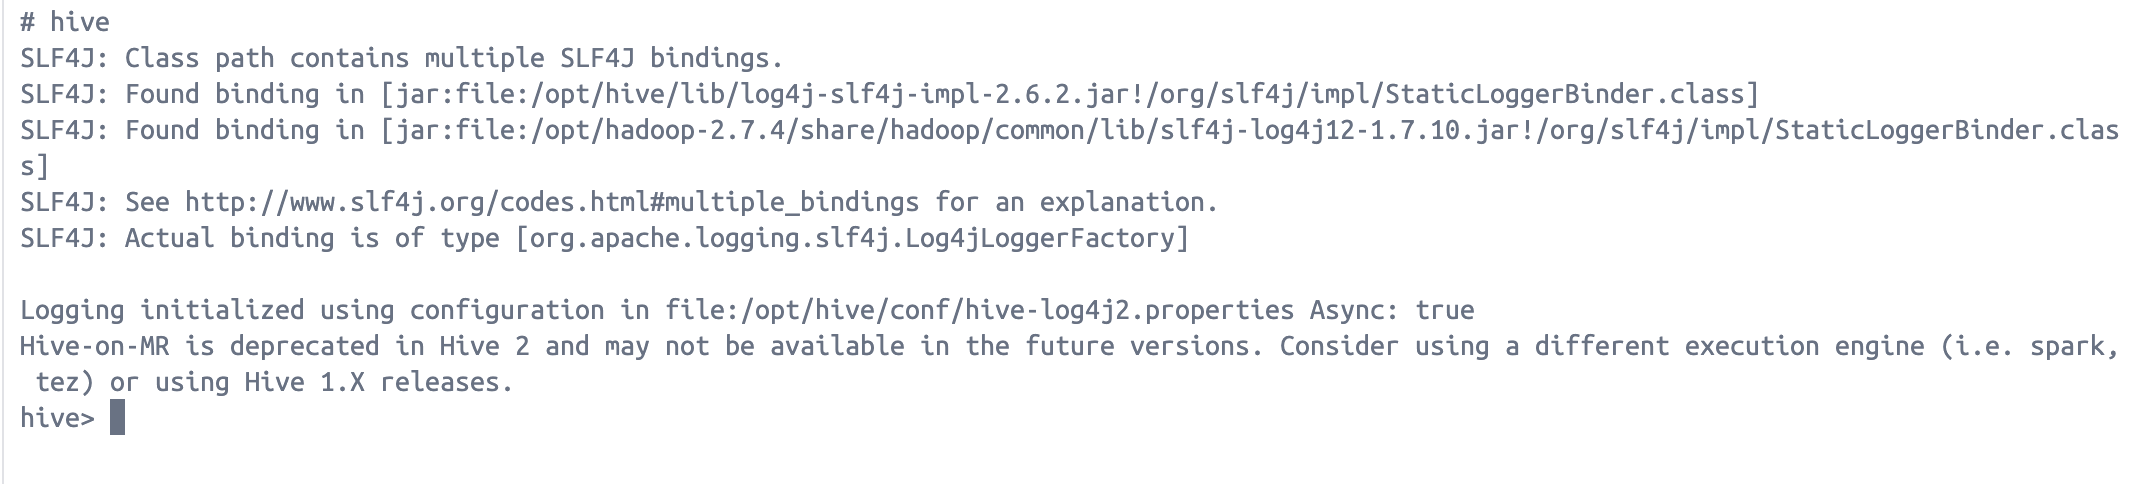 # hive
SLF4J: Class path contains multiple SLF4J bindings.
SLF4J: Found binding in [jar:file:/opt/hive/lib/log4j-slf4j-impl-2.6.2.jar!/org/slf4j/impl/StaticLoggerBinder.class]
SLF4J: Found binding in [jar:file:/opt/hadoop-2.7.4/share/hadoop/common/lib/slf4j-log4j12-1.7.10.jar!/org/slf4j/impl/StaticLoggerBinder.clas
s]
SLF4J: See http://www.slf4j.org/codes.html#multiple_bindings for an explanation.
SLF4J: Actual binding is of type [org.apache.logging.slf4j.Log4jLoggerFactory]

Logging initialized using configuration in file:/opt/hive/conf/hive-log4j2.properties Async: true
Hive-on-MR is deprecated in Hive 2 and may not be available in the future versions. Consider using a different execution engine (i.e. spark,
 tez) or using Hive 1.X releases.
hive>